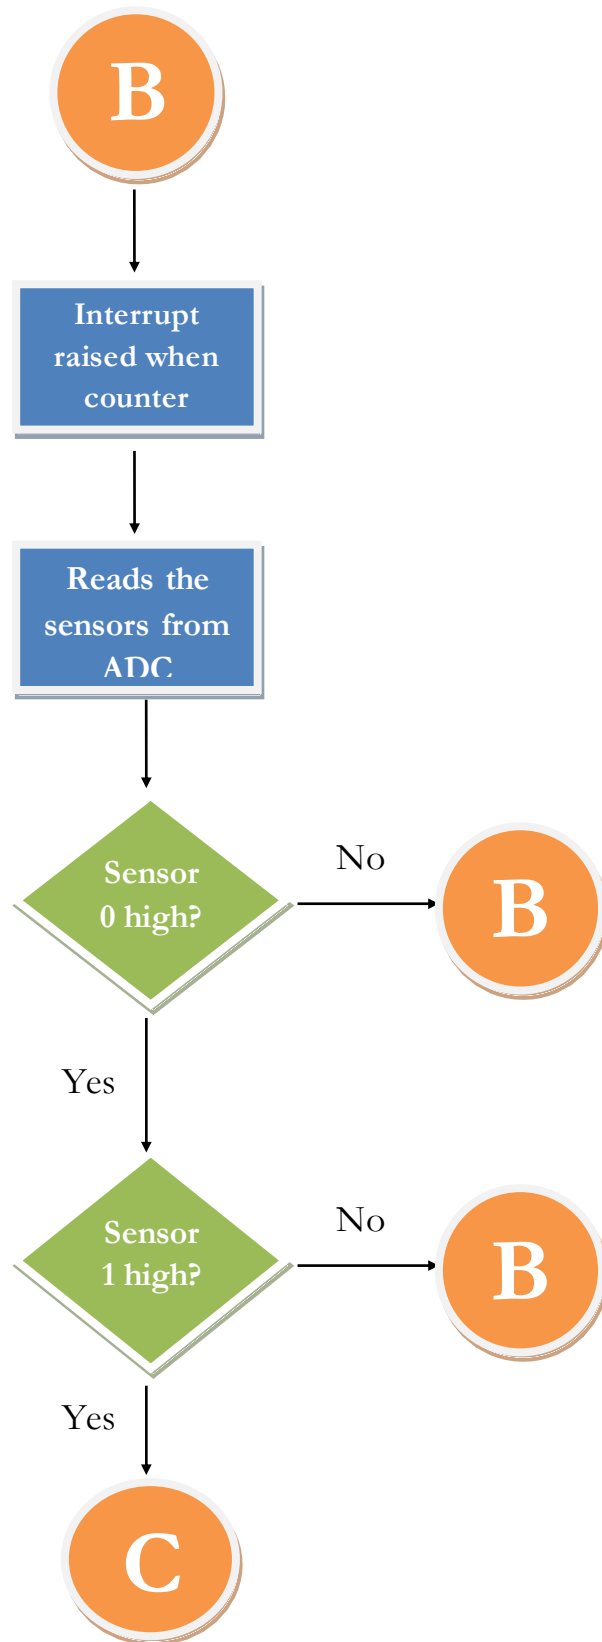 B
Interrupt
raised when
counter
Reads the
sensors from
ADC
Sensor
0 high?
No
B
Yes
Sensor
1 high?
No
B
Yes
C